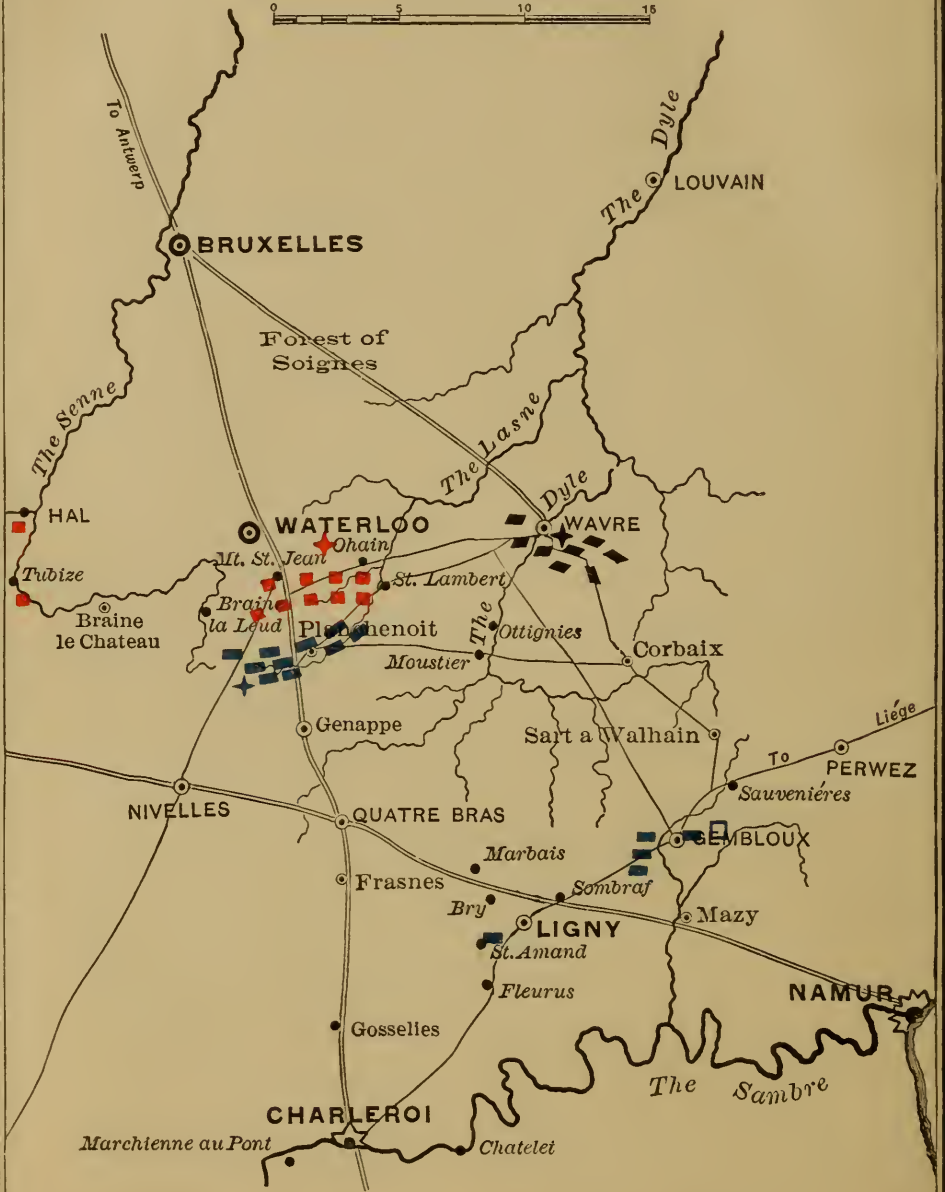 0 5 10 15
To Antwerp
The Dyle
LOUVAIN
BRUXELLES
Forest of
Soignes
The Senne
The Lasne
Dyle
HAL
WATERLOO
WAVRE
Mt. St. Jean
Ohain
Tubize
St. Lambert
Braine
la Leud
Braine
le Chateau
Planchenoit
The
Ottignies
Moustier
Corbaix
Genappe
Sart a Walhain
To Liége
PERWEZ
NIVELLES
Sauveniéres
QUATRE BRAS
GEMBLOUX
Marbais
Frasnes
Sombraf
Bry
Mazy
LIGNY
St. Amand
Fleurus
NAMUR
Gosselies
The Sambre
CHARLEROI
Marchienne au Pont
Chatelet